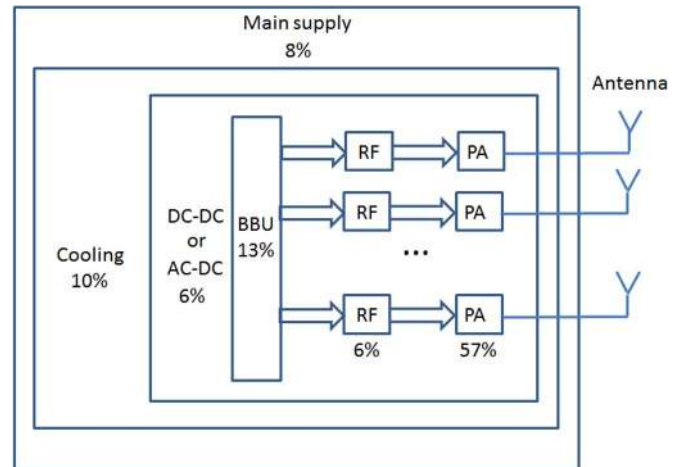 Main supply
8%
Antenna
RF
PA
RF
PA
DC-DC
or
AC-DC
6%
BBU
13%
...
Cooling
10%
RF
PA
6%
57%